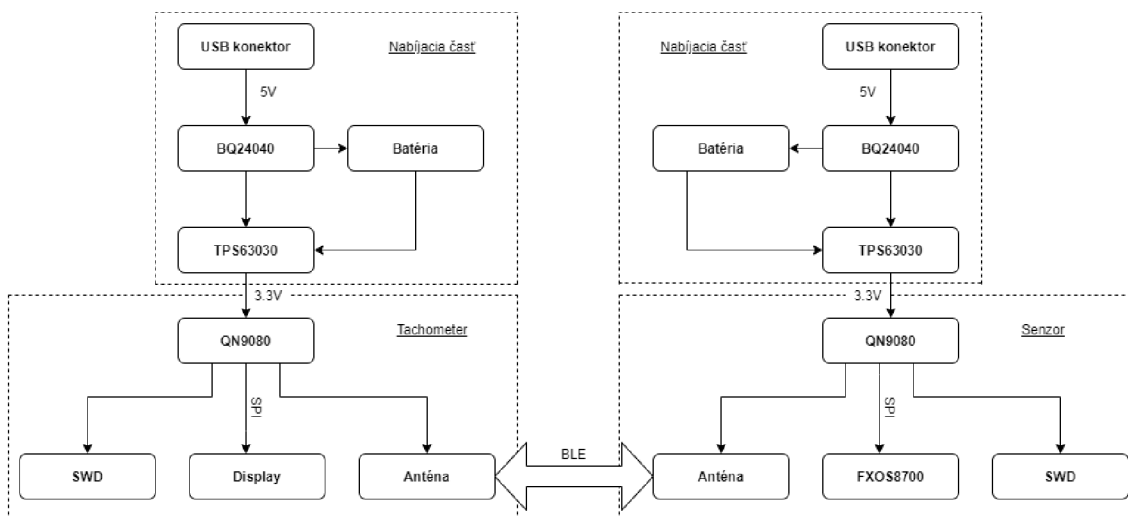 USB konektor
Nabíjacia časť
5V
BQ24040
Batéria
TPS63030
3.3V
Tachometer
QN9080
SPI
SWD
Display
Anténa
BLE
Nabíjacia časť
USB konektor
5V
Batéria
BQ24040
TPS63030
3.3V
QN9080
Senzor
SPI
Anténa
FXOS8700
SWD